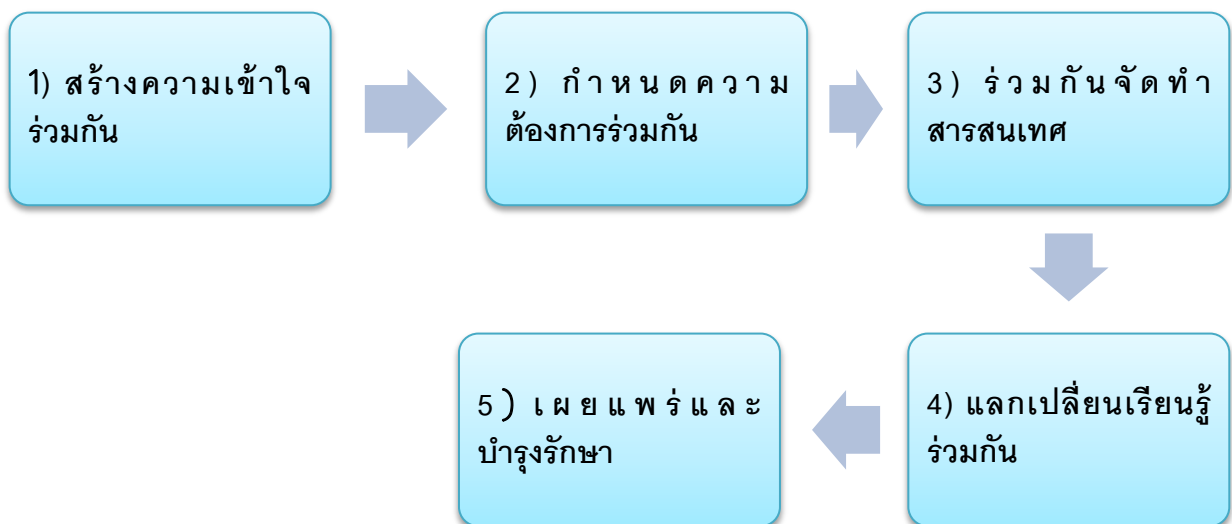 1) สร้างความเข้าใจ
ร่วมกัน
2) กำหนดความ
ต้องการร่วมกัน
3) ร่วมกันจัดทำ
สารสนเทศ
4) แลกเปลี่ยนเรียนรู้
ร่วมกัน
5) เผยแพร่และ
บำรุงรักษา